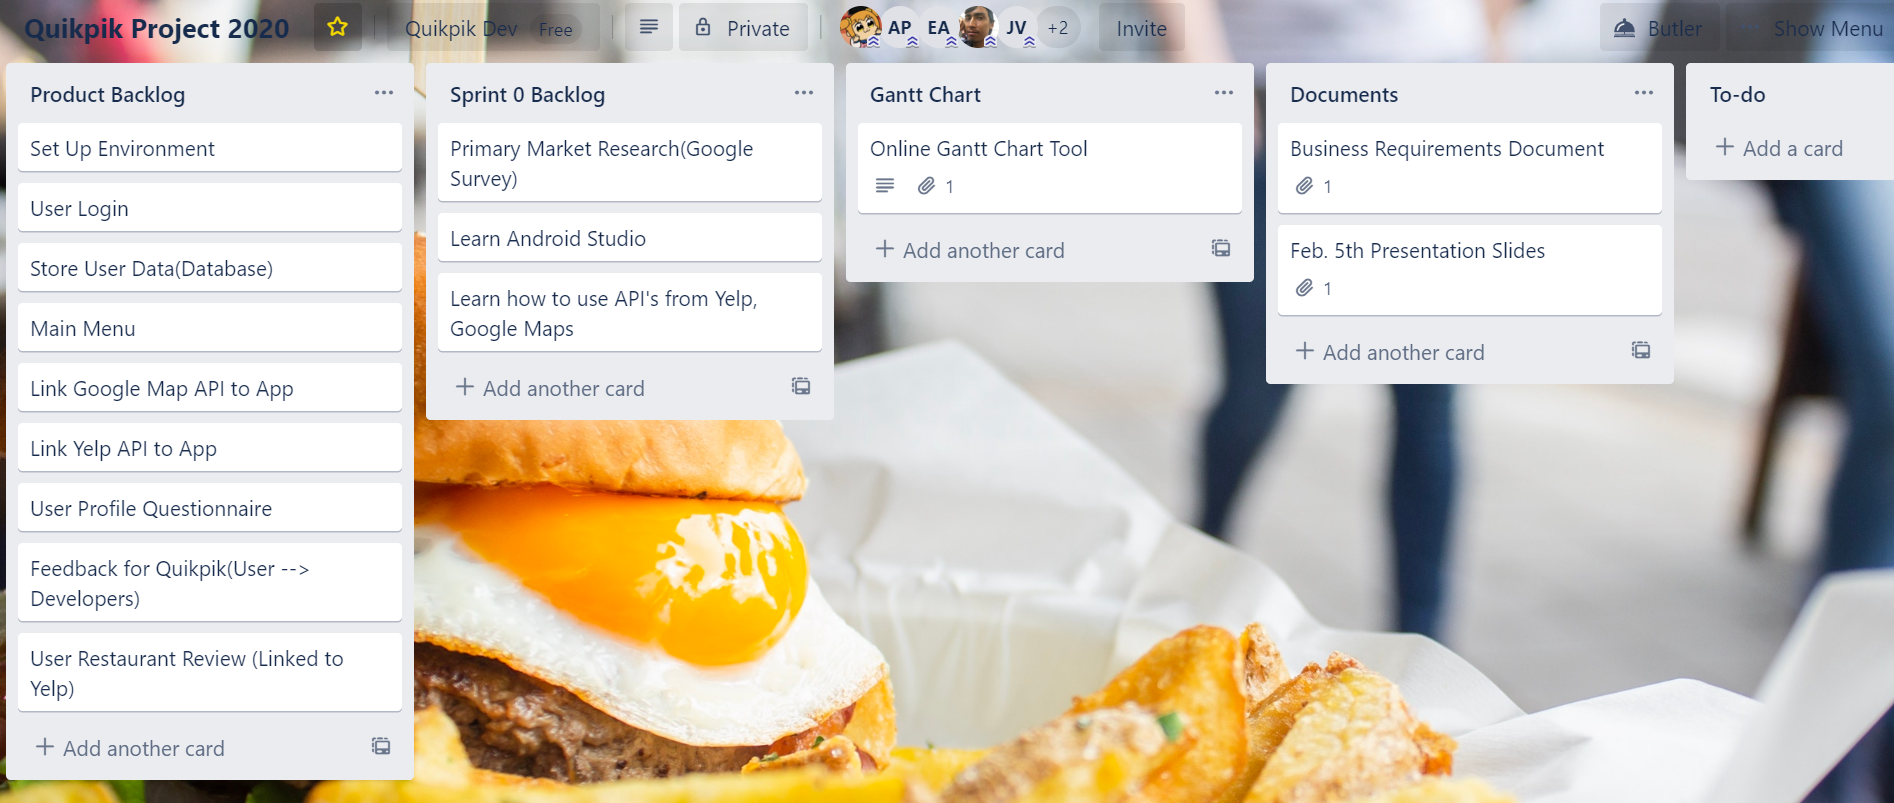 Quikpik Project 2020
Quikpik Dev Free
Private
AP EA JV +2
Invite
Butler
Show Menu
Product Backlog
Set Up Environment
User Login
Store User Data(Database)
Main Menu
Link Google Map API to App
Link Yelp API to App
User Profile Questionnaire
Feedback for Quikpik(User -->
Developers)
User Restaurant Review (Linked to
Yelp)
Add another card
Sprint 0 Backlog
Primary Market Research(Google
Survey)
Learn Android Studio
Learn how to use API's from Yelp,
Google Maps
Add another card
Gantt Chart
Online Gantt Chart Tool
1
Add another card
Documents
Business Requirements Document
1
Feb. 5th Presentation Slides
1
Add another card
To-do
Add a card